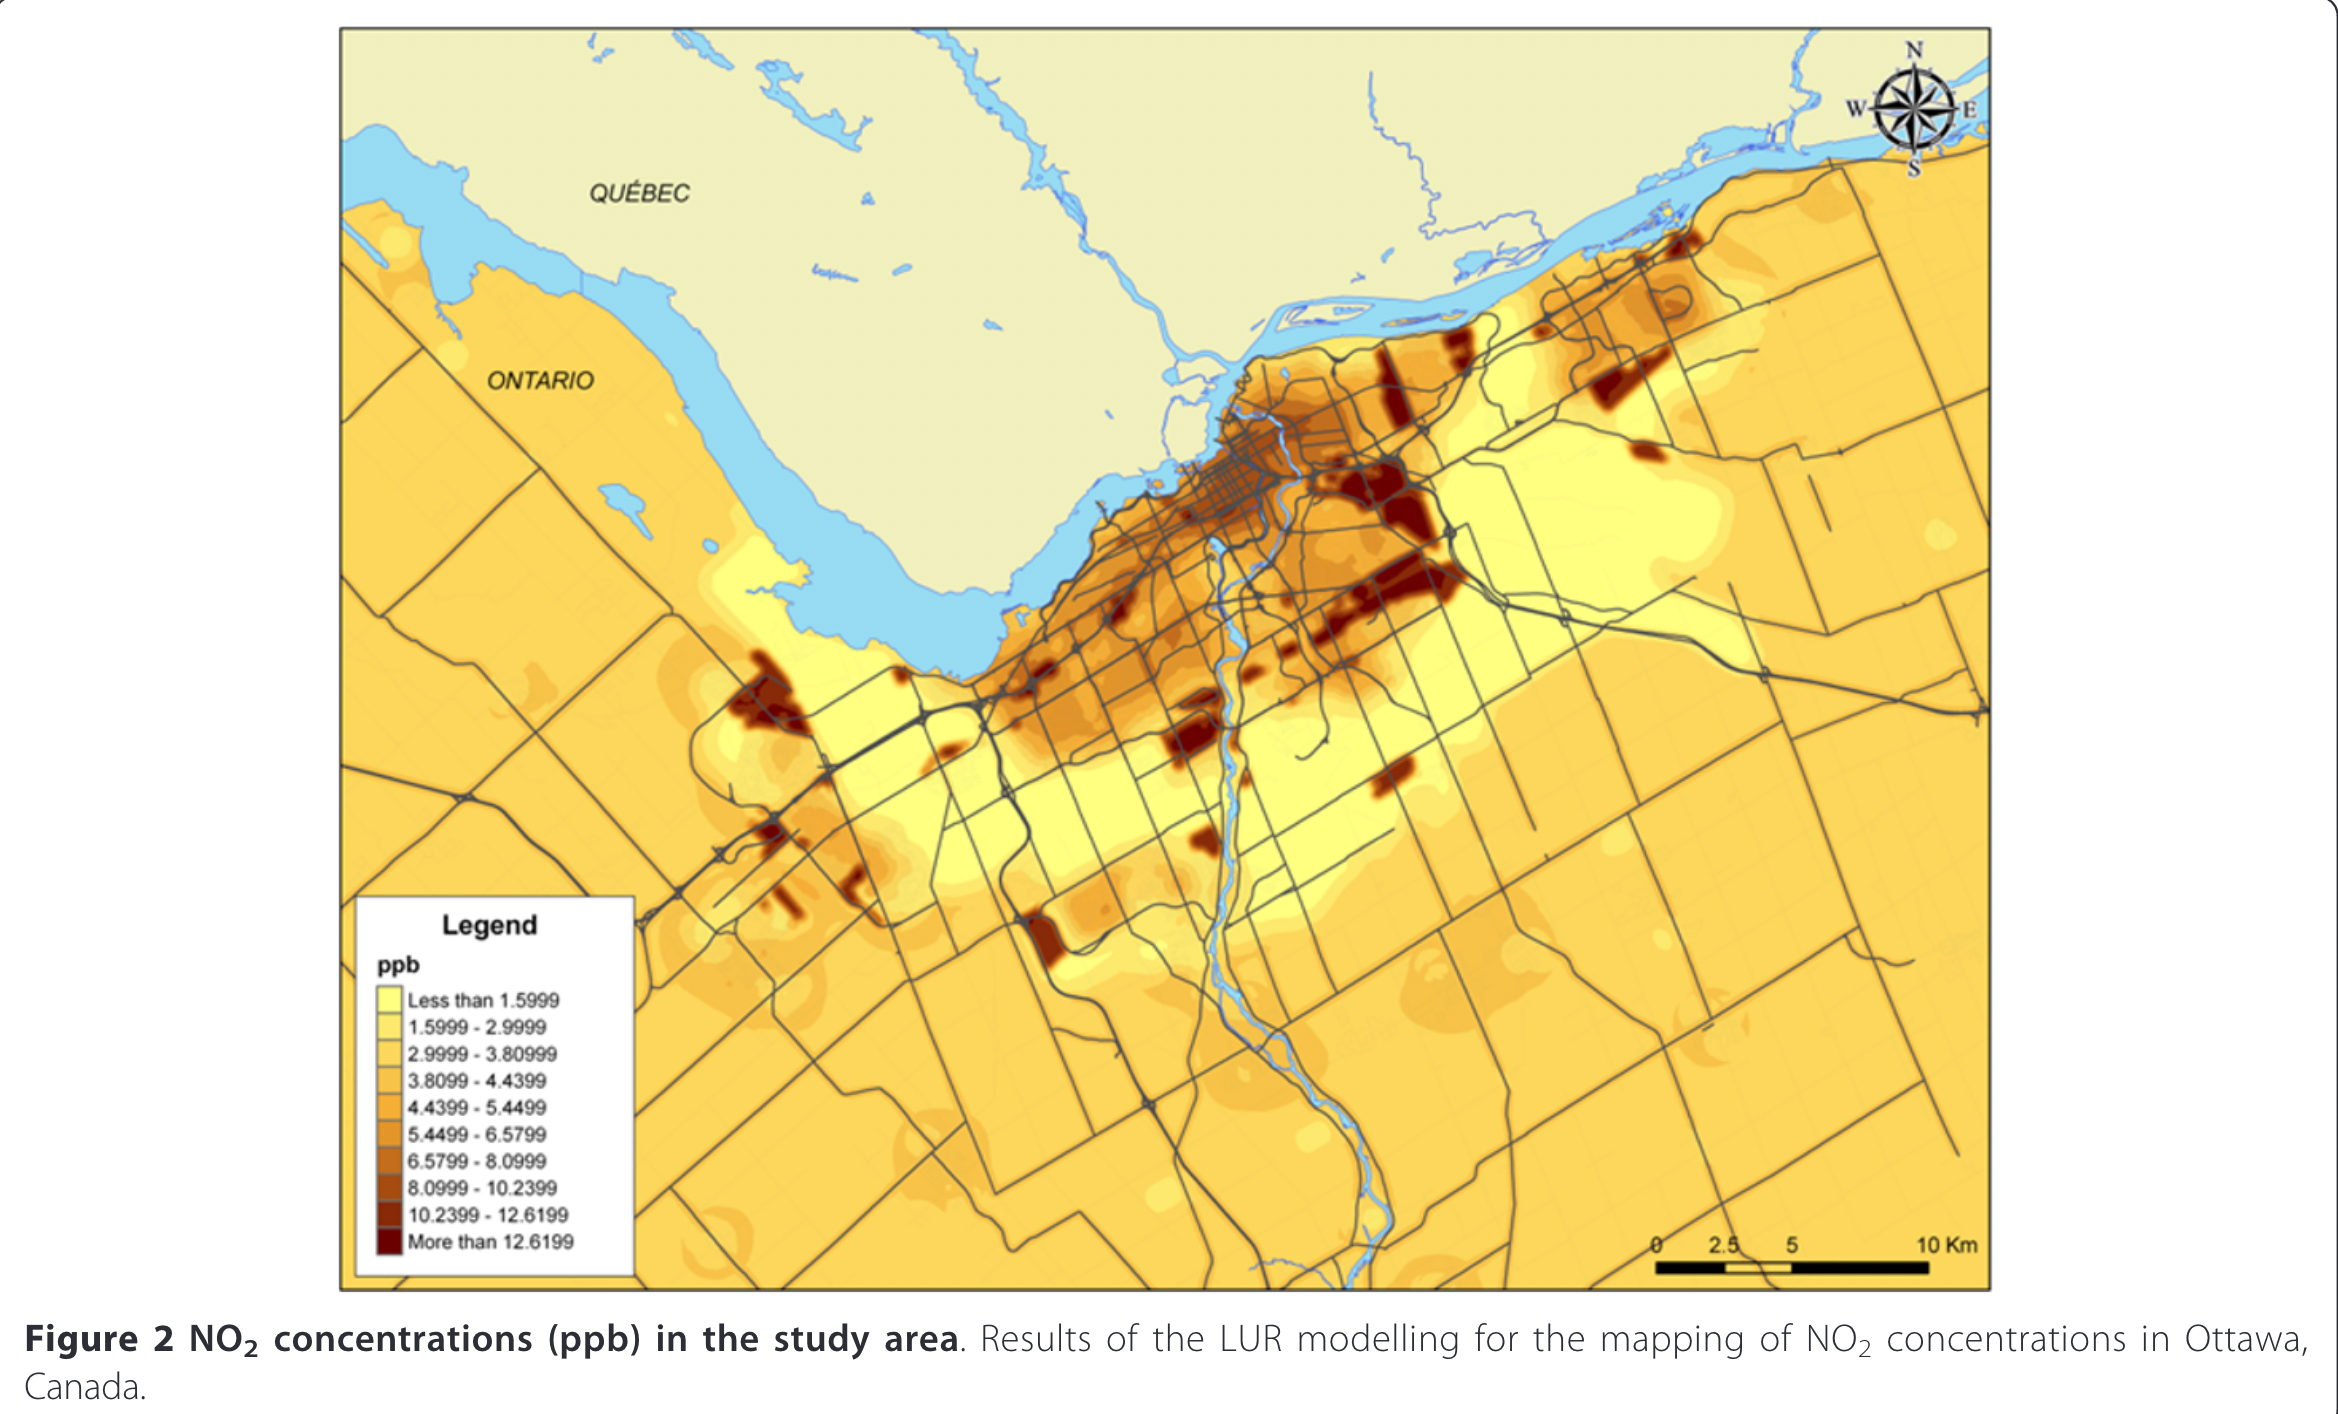 N
W E
S
QUÉBEC
ONTARIO
Legend
ppb
Less than 1.5999
1.5999 - 2.9999
2.9999 - 3.80999
3.8099 - 4.4399
4.4399 - 5.4499
5.4499 - 6.5799
6.5799 - 8.0999
8.0999 - 10.2399
10.2399 - 12.6199
More than 12.6199
0 2.5 5 10 Km
Figure 2 NO₂ concentrations (ppb) in the study area. Results of the LUR modelling for the mapping of NO₂ concentrations in Ottawa,
Canada.